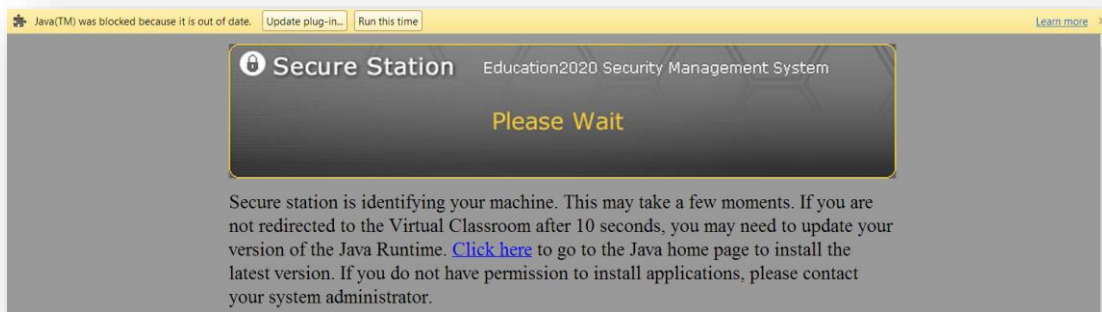 Java(TM) was blocked because it is out of date. Update plug-in... Run this time Learn more
Secure Station Education2020 Security Management System
Please Wait
Secure station is identifying your machine. This may take a few moments. If you are
not redirected to the Virtual Classroom after 10 seconds, you may need to update your
version of the Java Runtime. Click here to go to the Java home page to install the
latest version. If you do not have permission to install applications, please contact
your system administrator.